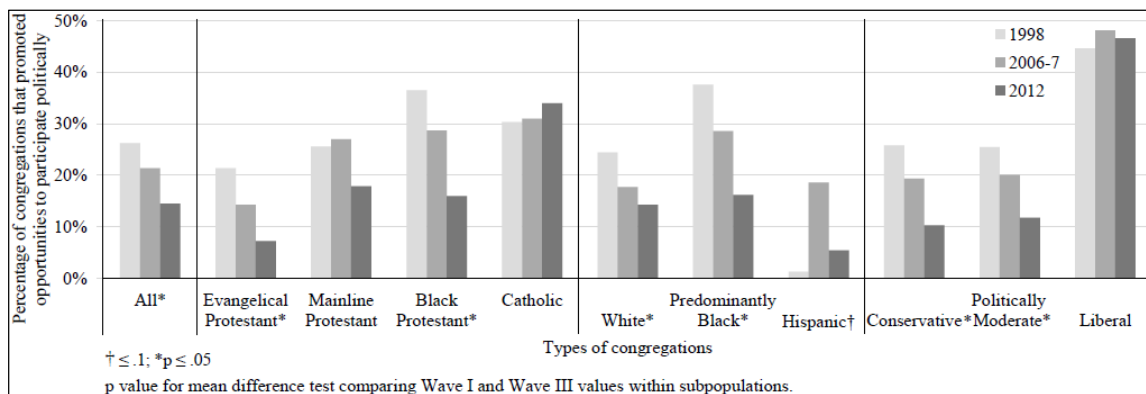 Percentage of congregations that promoted
opportunities to participate politically
50%
40%
30%
20%
10%
0%
1998
2006-7
2012
All*
Evangelical
Protestant*
Mainline
Protestant
Black
Protestant*
Catholic
Predominantly
White*
Black*
Hispanic†
Politically
Conservative*
Moderate*
Liberal
Types of congregations
† ≤ .1; *p ≤ .05
p value for mean difference test comparing Wave I and Wave III values within subpopulations.